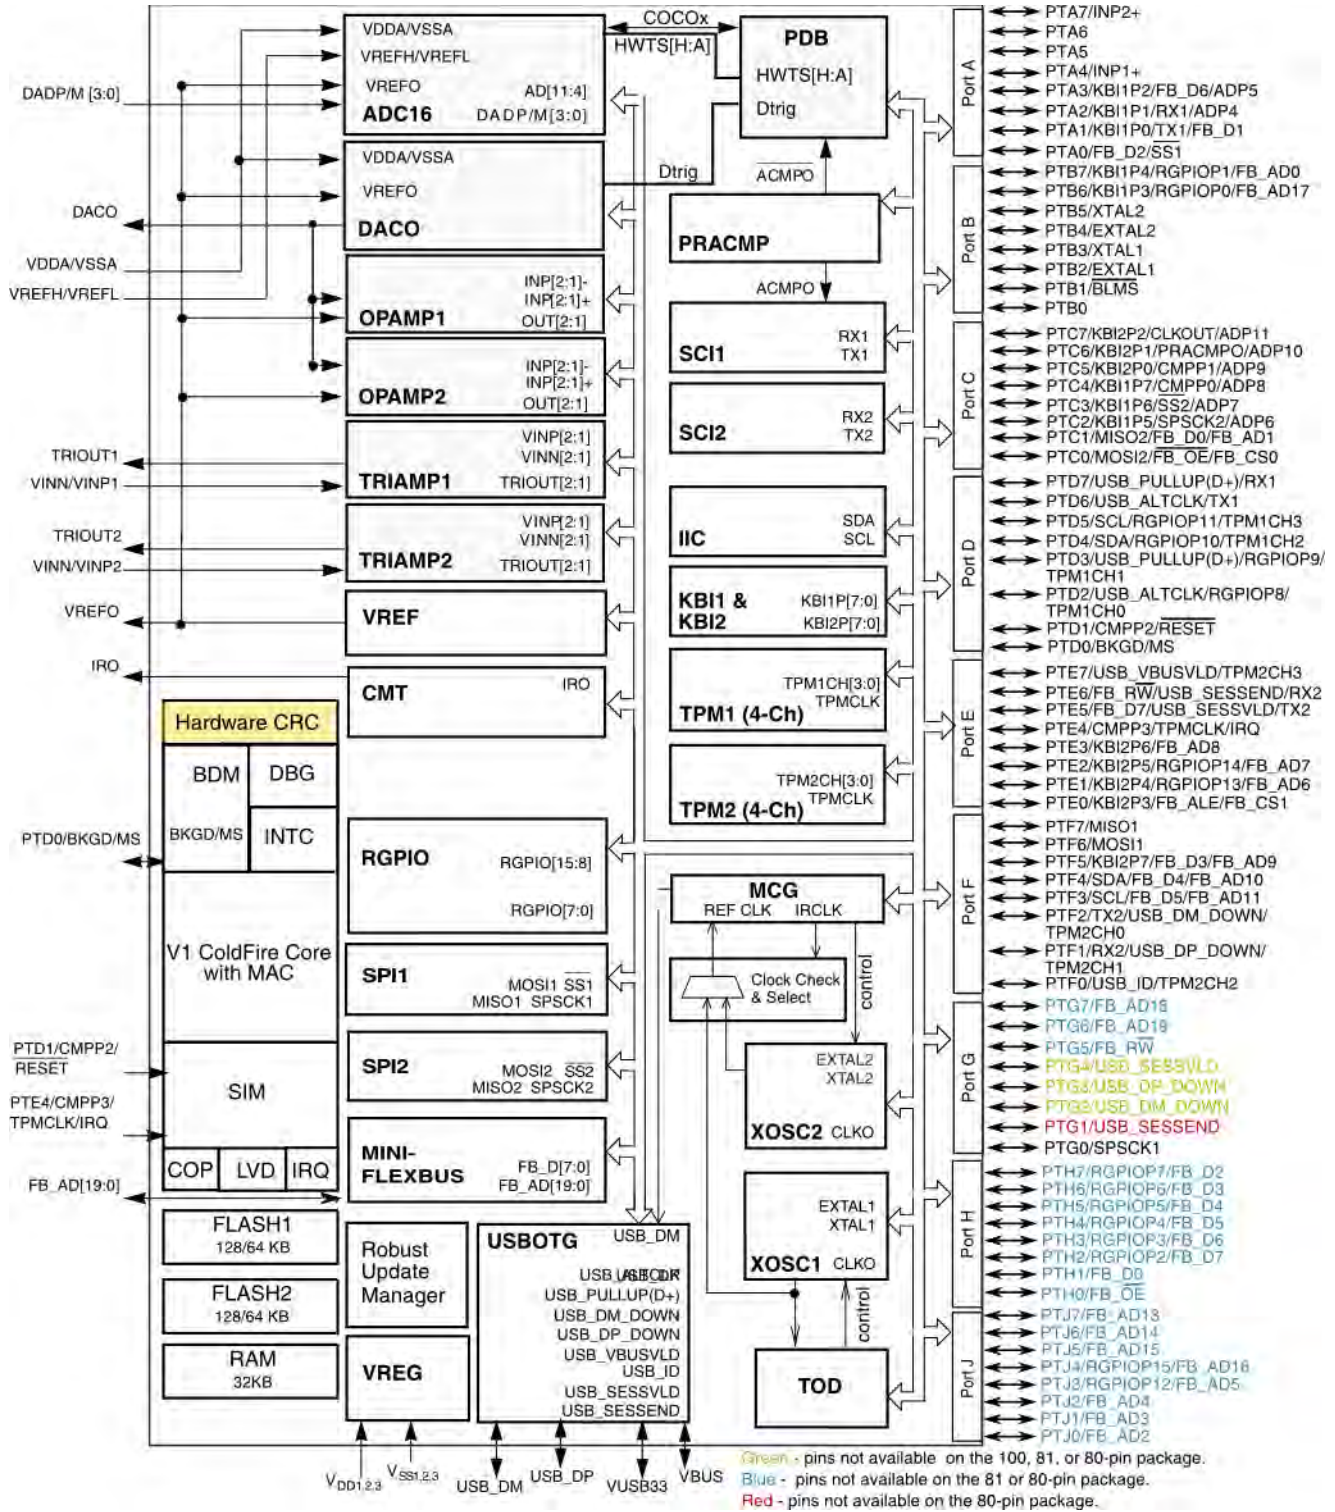 DADP/M [3:0]
DACO
VDDA/VSSA
VREFH/VREFL
TRIOUT1
VINN/VINP1
TRIOUT2
VINN/VINP2
VREFO
IRO
PTD0/BKGD/MS
PTD1/CMPP2/
RESET
PTE4/CMPP3/
TPMCLK/IRQ
FB_AD[19:0]
VDDA/VSSA
VREFH/VREFL
VREFO
AD[11:4]
ADC16
DADP/M[3:0]
VDDA/VSSA
VREFO
DACO
INP[2:1]-
INP[2:1]+
OPAMP1
OUT[2:1]
INP[2:1]-
INP[2:1]+
OPAMP2
OUT[2:1]
VINP[2:1]
VINN[2:1]
TRIAMP1
TRIOUT[2:1]
VINP[2:1]
VINN[2:1]
TRIAMP2
TRIOUT[2:1]
VREF
IRO
CMT
Hardware CRC
BDM
DBG
BKGD/MS
INTC
V1 ColdFire Core
with MAC
SIM
COP
LVD
IRQ
FLASH1
128/64 KB
FLASH2
128/64 KB
RAM
32KB
RGPIO
RGPIO[15:8]
RGPIO[7:0]
SPI1
MOSI1 SS1
MISO1 SPSCK1
SPI2
MOSI2 SS2
MISO2 SPSCK2
MINI-
FLEXBUS
FB_D[7:0]
FB_AD[19:0]
Robust
Update
Manager
VREG
USBOTG
USB_DM
USB_PULLUP(D+)
USB_DM_DOWN
USB_DP_DOWN
USB_VBUSVLD
USB_ID
USB_SESSVLD
USB_SESSEND
VDD1,2,3
VSS1,2,3
USB_DM
USB_DP
VUSB33
VBUS
COCOx
HWTS[H:A]
PDB
HWTS[H:A]
Dtrig
Dtrig
ACMPO
PRACMP
ACMPO
SCI1
RX1
TX1
SCI2
RX2
TX2
IIC
SDA
SCL
KBI1 &
KBI2
KBI1P[7:0]
KBI2P[7:0]
TPM1CH[3:0]
TPMCLK
TPM1 (4-Ch)
TPM2CH[3:0]
TPMCLK
TPM2 (4-Ch)
MCG
REF CLK
IRCLK
Clock Check
& Select
control
EXTAL2
XTAL2
XOSC2
CLKO
EXTAL1
XTAL1
XOSC1
CLKO
control
TOD
Port A
PTA7/INP2+
PTA6
PTA5
PTA4/INP1+
PTA3/KBI1P2/FB_D6/ADP5
PTA2/KBI1P1/RX1/ADP4
PTA1/KBI1P0/TX1/FB_D1
PTA0/FB_D2/SS1
Port B
PTB7/KBI1P4/RGPIOP1/FB_AD0
PTB6/KBI1P3/RGPIOP0/FB_AD17
PTB5/XTAL2
PTB4/EXTAL2
PTB3/XTAL1
PTB2/EXTAL1
PTB1/BLMS
PTB0
Port C
PTC7/KBI2P2/CLKOUT/ADP11
PTC6/KBI2P1/PRACMPO/ADP10
PTC5/KBI2P0/CMPP1/ADP9
PTC4/KBI1P7/CMPP0/ADP8
PTC3/KBI1P6/SS2/ADP7
PTC2/KBI1P5/SPSCK2/ADP6
PTC1/MISO2/FB_D0/FB_AD1
PTC0/MOSI2/FB_OE/FB_CS0
Port D
PTD7/USB_PULLUP(D+)/RX1
PTD6/USB_ALTCLK/TX1
PTD5/SCL/RGPIOP11/TPM1CH3
PTD4/SDA/RGPIOP10/TPM1CH2
PTD3/USB_PULLUP(D+)/RGPIOP9/
TPM1CH1
PTD2/USB_ALTCLK/RGPIOP8/
TPM1CH0
PTD1/CMPP2/RESET
PTD0/BKGD/MS
Port E
PTE7/USB_VBUSVLD/TPM2CH3
PTE6/FB_RW/USB_SESSEND/RX2
PTE5/FB_D7/USB_SESSVLD/TX2
PTE4/CMPP3/TPMCLK/IRQ
PTE3/KBI2P6/FB_AD8
PTE2/KBI2P5/RGPIOP14/FB_AD7
PTE1/KBI2P4/RGPIOP13/FB_AD6
PTE0/KBI2P3/FB_ALE/FB_CS1
Port F
PTF7/MISO1
PTF6/MOSI1
PTF5/KBI2P7/FB_D3/FB_AD9
PTF4/SDA/FB_D4/FB_AD10
PTF3/SCL/FB_D5/FB_AD11
PTF2/TX2/USB_DM_DOWN/
TPM2CH0
PTF1/RX2/USB_DP_DOWN/
TPM2CH1
PTF0/USB_ID/TPM2CH2
Port G
PTG7/FB_AD18
PTG6/FB_AD19
PTG5/FB_RW
PTG4/USB_SESSVLD
PTG3/USB_DP_DOWN
PTG2/USB_DM_DOWN
PTG1/USB_SESSEND
PTG0/SPSCK1
Port H
PTH7/RGPIOP7/FB_D2
PTH6/RGPIOP6/FB_D3
PTH5/RGPIOP5/FB_D4
PTH4/RGPIOP4/FB_D5
PTH3/RGPIOP3/FB_D6
PTH2/RGPIOP2/FB_D7
PTH1/FB_D0
PTH0/FB_OE
Port J
PTJ7/FB_AD13
PTJ6/FB_AD14
PTJ5/FB_AD15
PTJ4/RGPIOP15/FB_AD16
PTJ3/RGPIOP12/FB_AD5
PTJ2/FB_AD4
PTJ1/FB_AD3
PTJ0/FB_AD2
Green - pins not available on the 100, 81, or 80-pin package.
Blue - pins not available on the 81 or 80-pin package.
Red - pins not available on the 80-pin package.